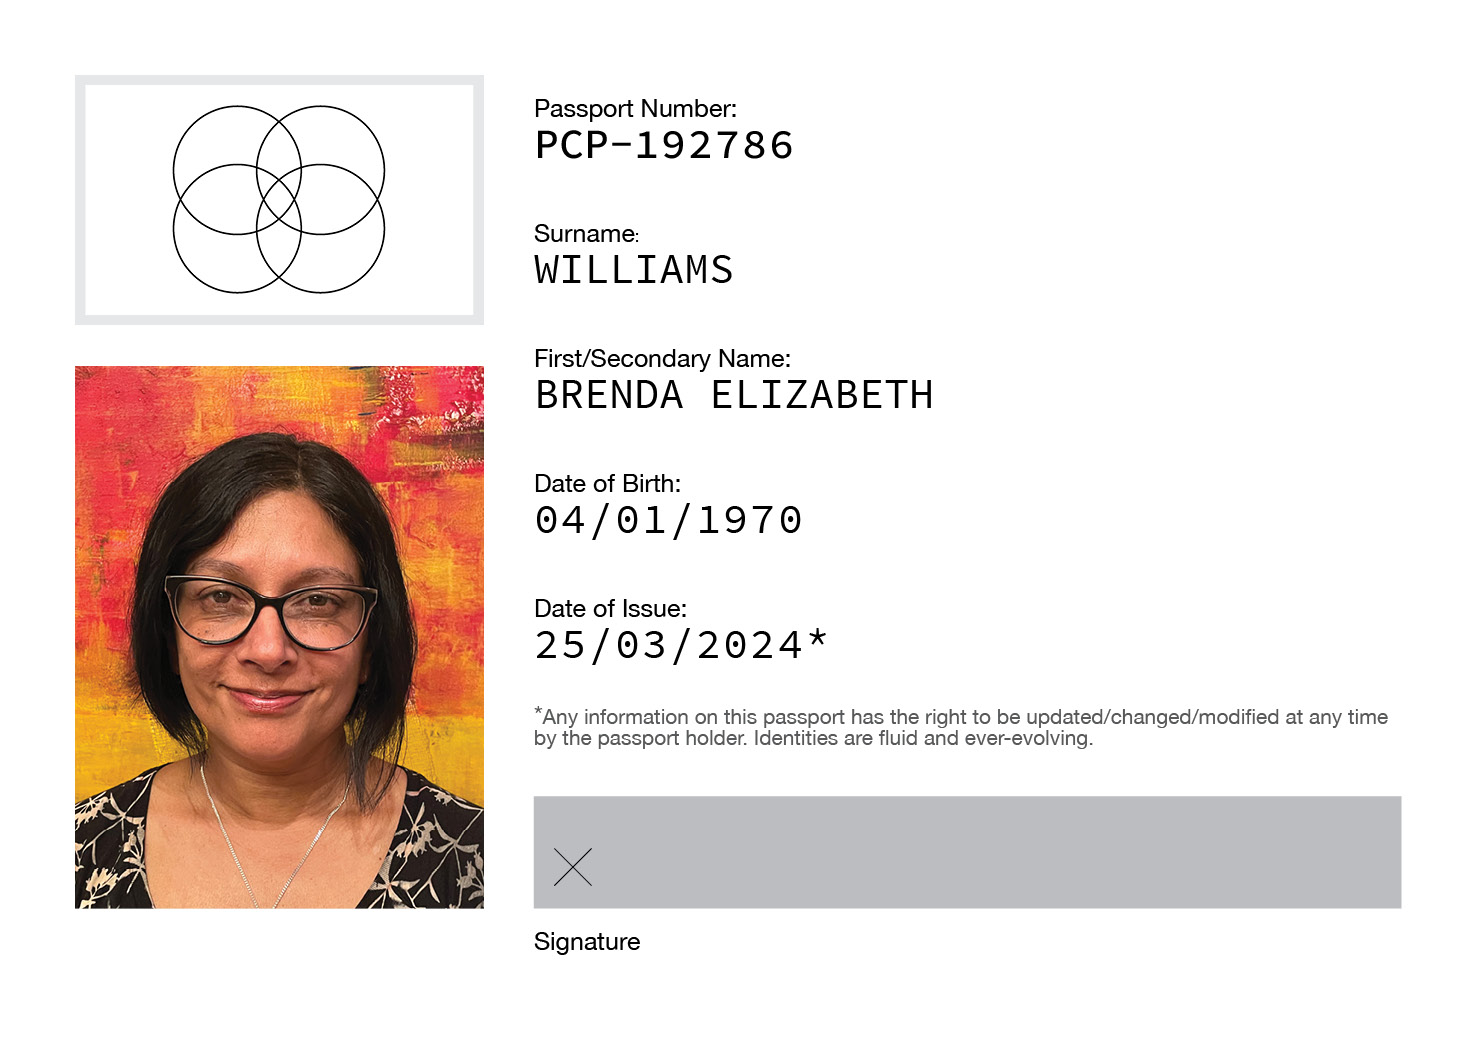 Passport Number:
PCP-192786
Surname:
WILLIAMS
First/Secondary Name:
BRENDA ELIZABETH
Date of Birth:
04/01/1970
Date of Issue:
25/03/2024*
*Any information on this passport has the right to be updated/changed/modified at any time
by the passport holder. Identities are fluid and ever-evolving.
Signature